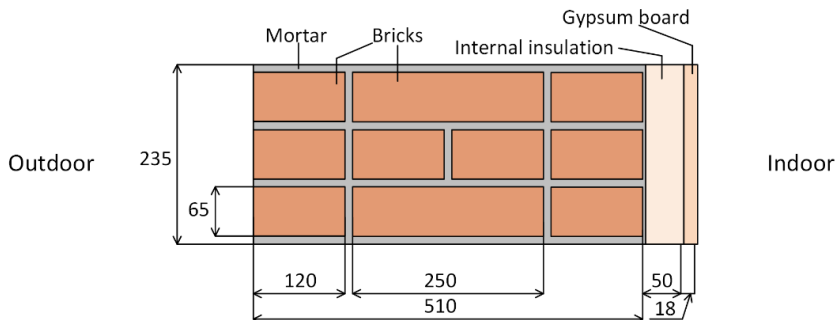 Gypsum board
Mortar
Bricks
Internal insulation
Outdoor
235
Indoor
65
120
250
50
510
18